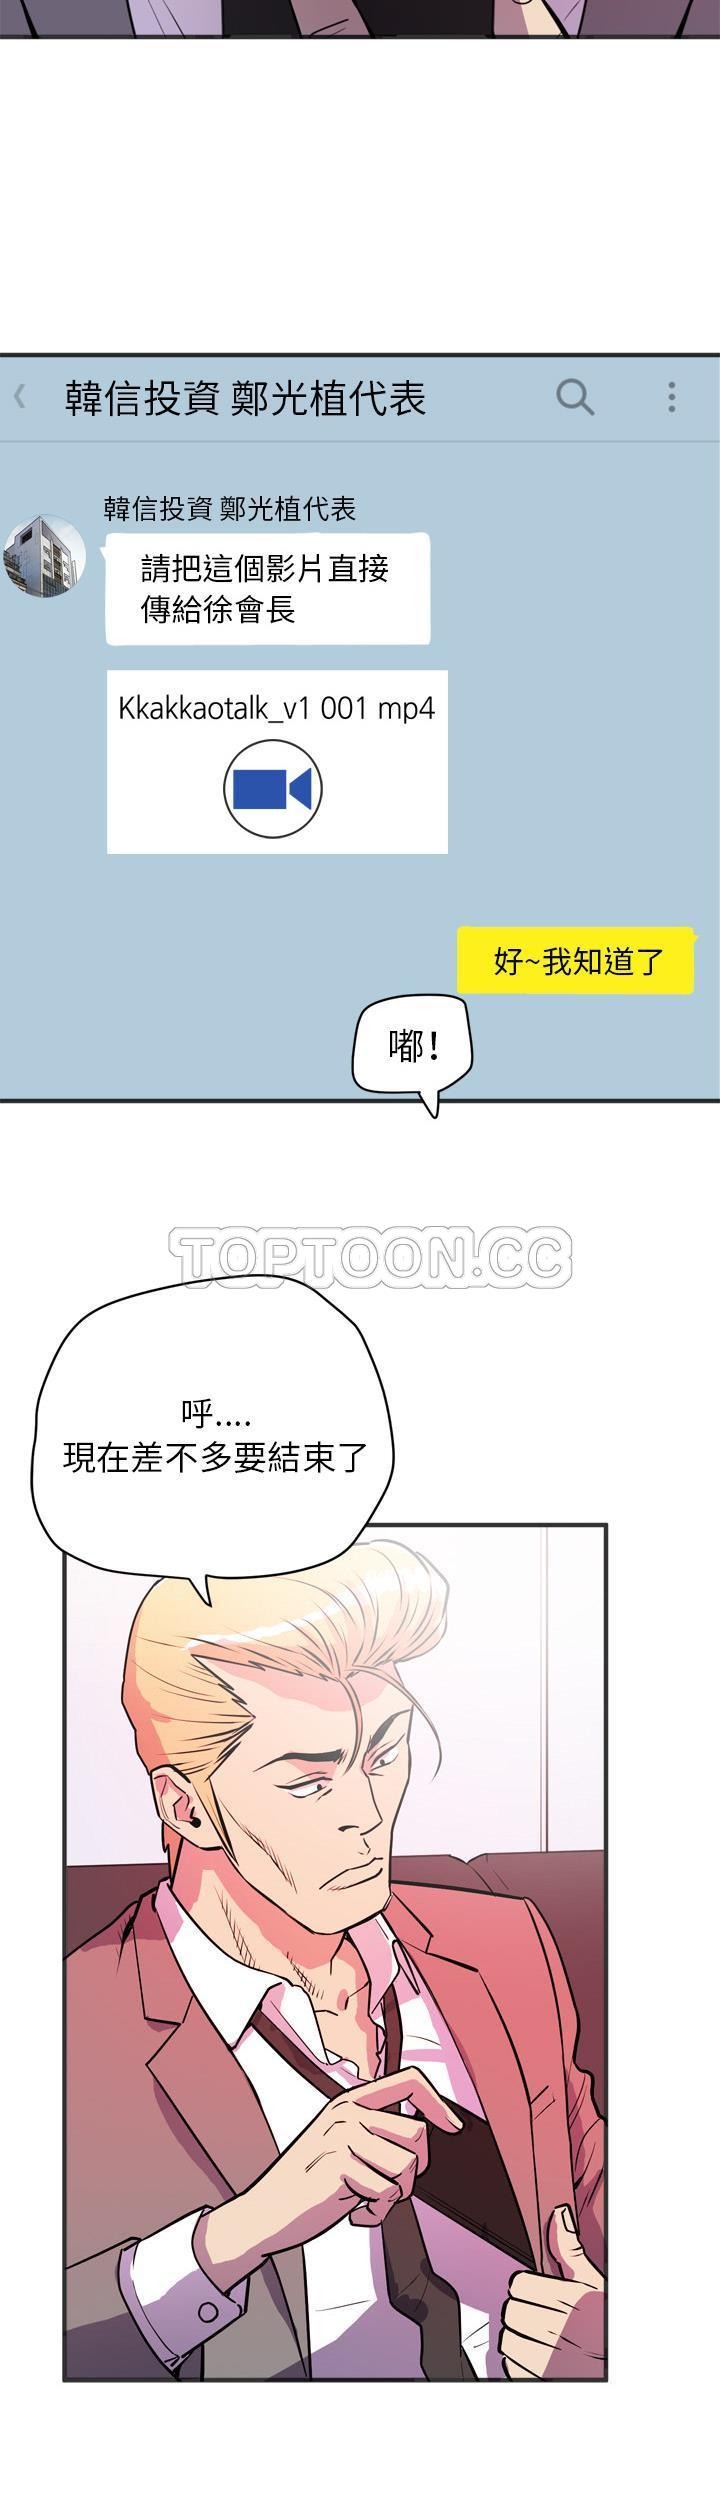 韓信投資 鄭光植代表
韓信投資 鄭光植代表
請把這個影片直接
傳給徐會長
Kkakkaotalk_v1 001 mp4
好~我知道了
嘟!
TOPTOON.CC
呼....
現在差不多要結束了